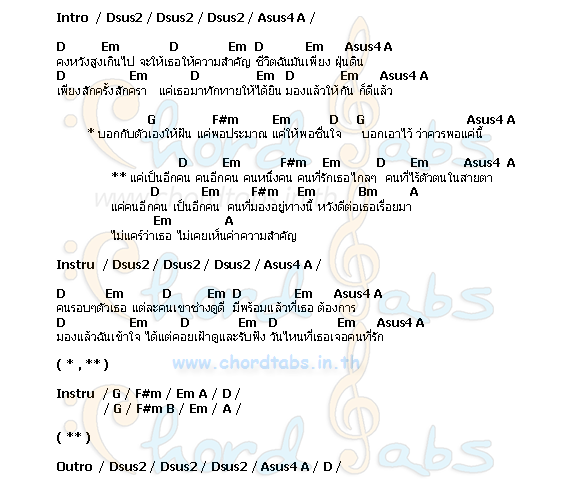 Intro / Dsus2 / Dsus2 / Dsus2 / Asus4 A /
D Em D Em D Em Asus4 A
คงหวังสูงเกินไป จะให้เธอให้ความสำคัญ ชีวิตฉันมันเพียง ฝุ่นดิน
D Em D Em D Em Asus4 A
เพียงสักครั้งสักครา แค่เธอมาทักทายให้ได้ยิน มองแล้วให้กัน ก็ดีแล้ว
G F#m Em D G Asus4 A
* บอกกับตัวเองให้ฝัน แค่พอประมาณ แค่ให้พอชื่นใจ บอกเอาไว้ ว่าควรพอแค่นี้
D Em F#m Em D Em Asus4 A
** แค่เป็นอีกคน คนอีกคน คนหนึ่งคน คนที่รักเธอไกลๆ คนที่ไร้ตัวตนในสายตา
D Em F#m Em Bm A
แค่คนอีกคน เป็นอีกคน คนที่มองอยู่ทางนี้ หวังดีต่อเธอเรื่อยมา
Em A
ไม่แคร์ว่าเธอ ไม่เคยเห็นค่าความสำคัญ
Instru / Dsus2 / Dsus2 / Dsus2 / Asus4 A /
D Em D Em D Em Asus4 A
คนรอบๆตัวเธอ แต่ละคนเขาช่างดูดี มีพร้อมแล้วที่เธอ ต้องการ
D Em D Em D Em Asus4 A
มองแล้วฉันเข้าใจ ได้แต่คอยเฝ้าดูและรับฟัง วันไหนที่เธอเจอคนที่รัก
www.chordtabs.in.th
( * , ** )
Instru / G / F#m / Em A / D /
/ G / F#m B / Em / A /
( ** )
Outro / Dsus2 / Dsus2 / Dsus2 / Asus4 A / D /